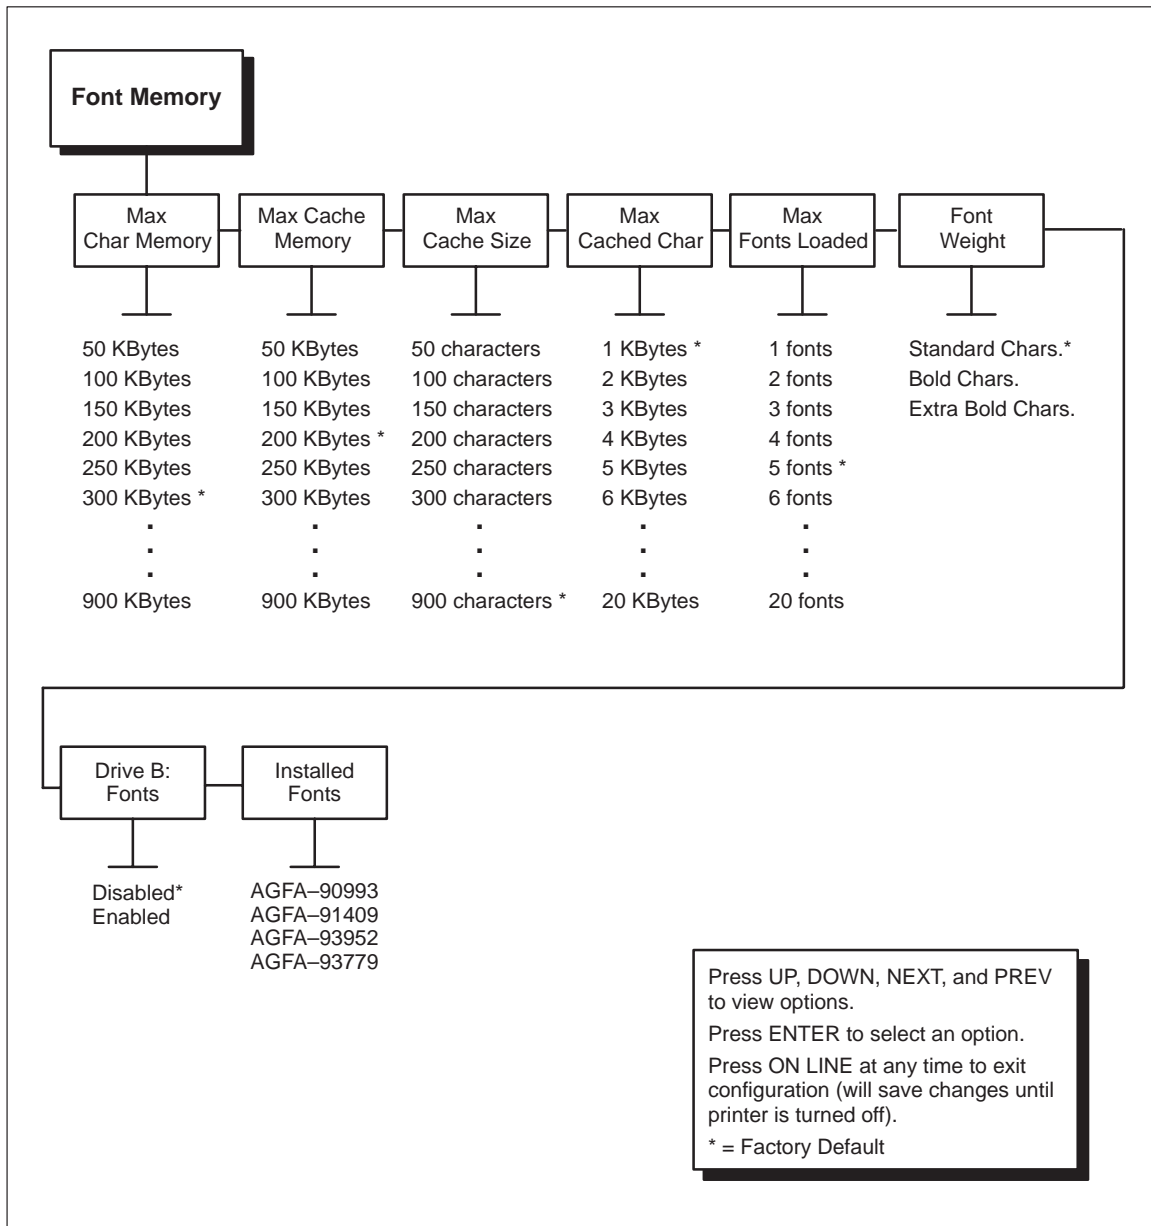 Font Memory
Max
Char Memory
Max Cache
Memory
Max
Cache Size
Max
Cached Char
Max
Fonts Loaded
Font
Weight
50 KBytes
100 KBytes
150 KBytes
200 KBytes
250 KBytes
300 KBytes *
.
.
.
900 KBytes
50 KBytes
100 KBytes
150 KBytes
200 KBytes *
250 KBytes
300 KBytes
.
.
.
900 KBytes
50 characters
100 characters
150 characters
200 characters
250 characters
300 characters
.
.
.
900 characters *
1 KBytes *
2 KBytes
3 KBytes
4 KBytes
5 KBytes
6 KBytes
.
.
.
20 KBytes
1 fonts
2 fonts
3 fonts
4 fonts
5 fonts *
6 fonts
.
.
.
20 fonts
Standard Chars.*
Bold Chars.
Extra Bold Chars.
Drive B:
Fonts
Installed
Fonts
Disabled*
Enabled
AGFA–90993
AGFA–91409
AGFA–93952
AGFA–93779
Press UP, DOWN, NEXT, and PREV
to view options.
Press ENTER to select an option.
Press ON LINE at any time to exit
configuration (will save changes until
printer is turned off).
* = Factory Default